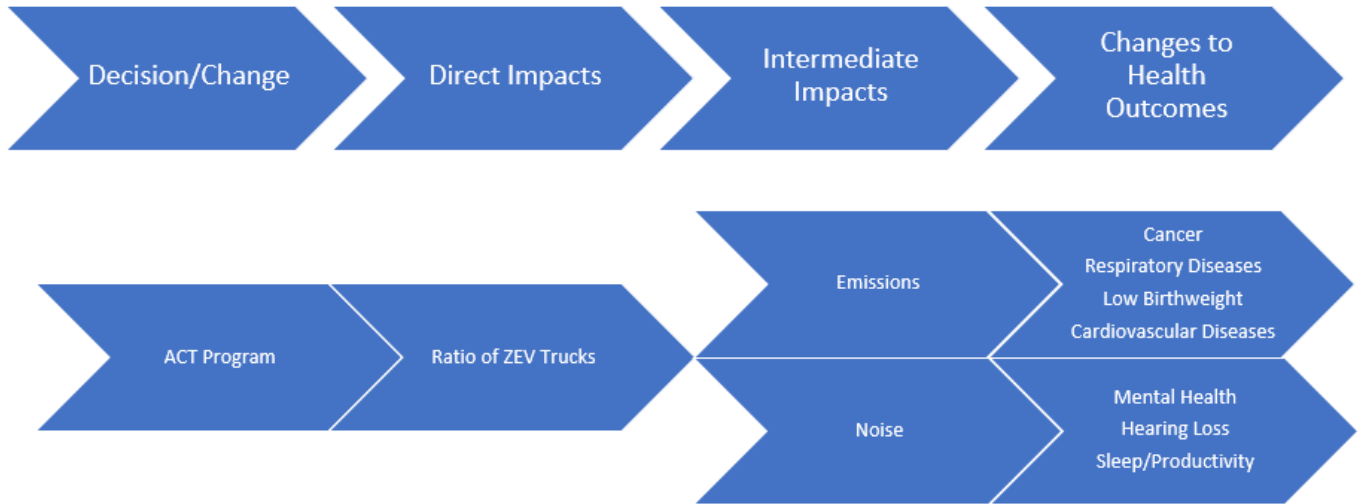 Decision/Change
Direct Impacts
Intermediate
Impacts
Changes to
Health
Outcomes
ACT Program
Ratio of ZEV Trucks
Emissions
Cancer
Respiratory Diseases
Low Birthweight
Cardiovascular Diseases
Noise
Mental Health
Hearing Loss
Sleep/Productivity